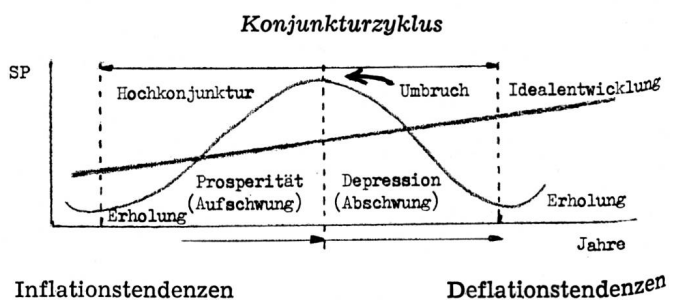 Konjunkturzyklus
SP
Hochkonjunktur
Umbruch
Idealentwicklung
Prosperität
(Aufschwung)
Depression
(Abschwung)
Erholung
Erholung
Jahre
Inflationstendenzen
Deflationstendenzen